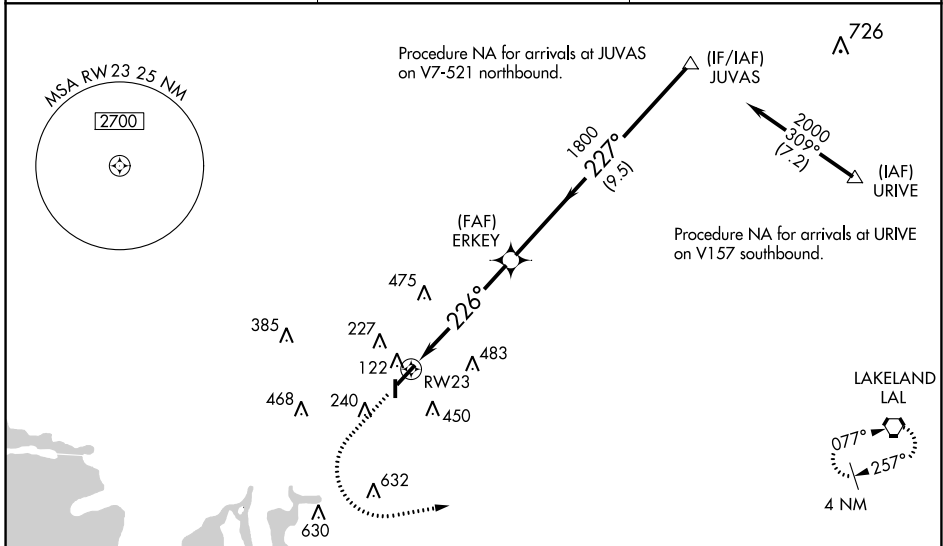 MSA RW23 25 NM
2700
Procedure NA for arrivals at JUVAS
on V7-521 northbound.
(IF/IAF)
JUVAS
726
1800
227°
(9.5)
2000
309°
(7.2)
(IAF)
URIVE
Procedure NA for arrivals at URIVE
on V157 southbound.
(FAF)
ERKEY
226°
475
385
227
122
483
RW23
468
240
450
632
630
LAKELAND
LAL
077°
257°
4 NM